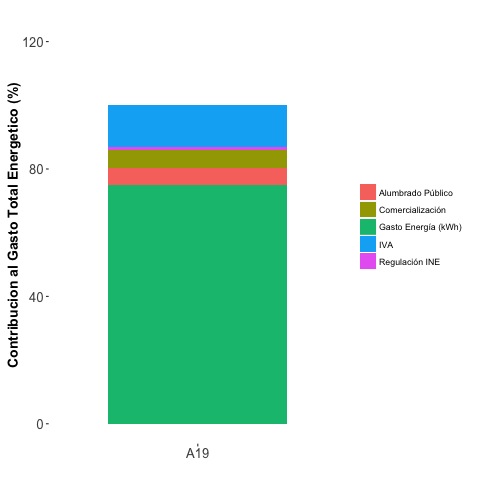 Contribucion al Gasto Total Energetico (%)
120
80
40
0
A19
Alumbrado Público
Comercialización
Gasto Energía (kWh)
IVA
Regulación INE